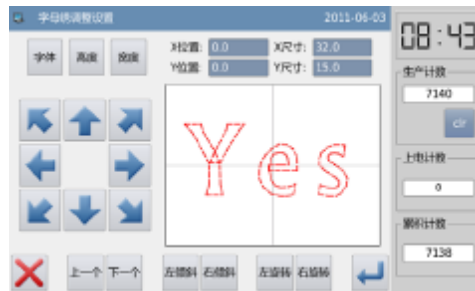 字母绣调整设置 2011-06-03
08:43
字体 高度 宽度
X位置: 0.0 X尺寸: 32.0
Y位置: 0.0 Y尺寸: 15.0
生产计数
7140
clr
Yes
上电计数
0
累积计数
7138
上一个 下一个 左倾斜 右倾斜 左旋转 右旋转